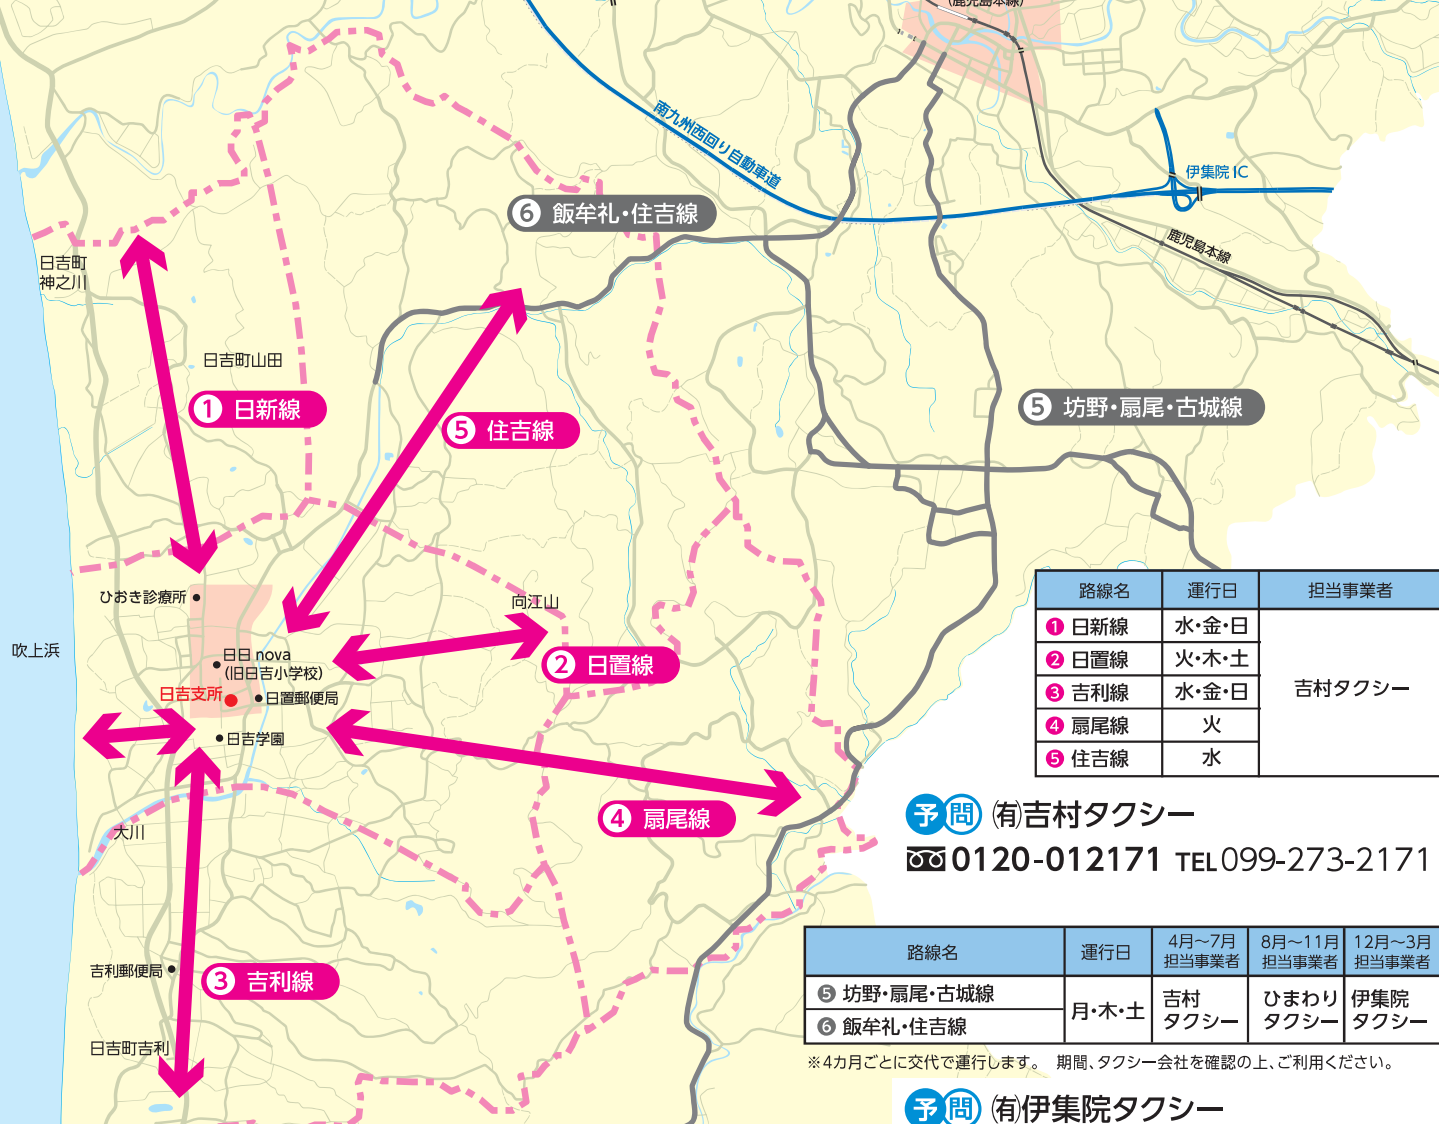 (鹿児島本線)
南九州西回り自動車道
伊集院 IC
鹿児島本線
⑥ 飯牟礼・住吉線
日吉町
神之川
日吉町山田
① 日新線
⑤ 住吉線
⑤ 坊野・扇尾・古城線
ひおき診療所
向江山
吹上浜
日日 nova
(旧日吉小学校)
② 日置線
日吉支所
日置郵便局
日吉学園
大川
④ 扇尾線
吉利郵便局
③ 吉利線
日吉町吉利
路線名 運行日 担当事業者
① 日新線 水・金・日
② 日置線 火・木・土
③ 吉利線 水・金・日
吉村タクシー
④ 扇尾線 火
⑤ 住吉線 水
予 問 ㈲吉村タクシー
0120-012171 TEL 099-273-2171
路線名 運行日 4月〜7月 担当事業者 8月〜11月 担当事業者 12月〜3月 担当事業者
⑤ 坊野・扇尾・古城線
⑥ 飯牟礼・住吉線
月・木・土 吉村タクシー ひまわりタクシー 伊集院タクシー
※4カ月ごとに交代で運行します。 期間、タクシー会社を確認の上、ご利用ください。
予 問 ㈲伊集院タクシー